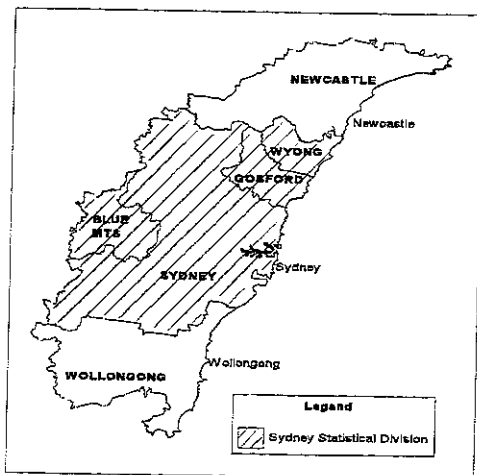 NEWCASTLE
Newcastle
WYONG
GOSFORD
BLUE
MTS
Sydney
SYDNEY
Wollongong
WOLLONGONG
Legend
Sydney Statistical Division